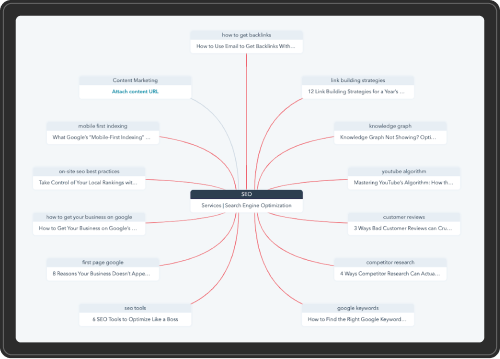 how to get backlinks
How to Use Email to Get Backlinks With...
Content Marketing
Attach content URL
link building strategies
12 Link Building Strategies for a Year's ...
mobile first indexing
What Google's "Mobile-First Indexing" ...
knowledge graph
Knowledge Graph Not Showing? Opti...
on-site-seo best practices
Take Control of Your Local Rankings wit...
youtube algorithm
Mastering YouTube's Algorithm: How th...
SEO
Services | Search Engine Optimization
how to get your business on google
How to Get Your Business on Google's ...
customer reviews
3 Ways Bad Customer Reviews can Cru...
first page google
8 Reasons Your Business Doesn't Appe...
competitor research
4 Ways Competitor Research Can Actua...
seo tools
6 SEO Tools to Optimize Like a Boss
google keywords
How to Find the Right Google Keyword...